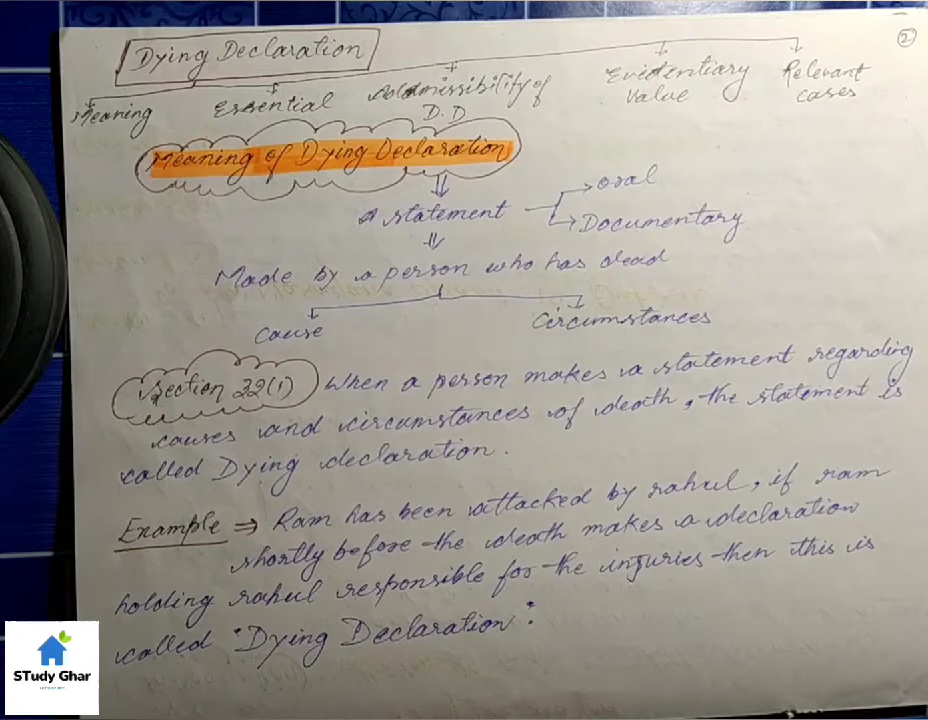 2
Dying Declaration
Meaning Essential Admissibility of D.D Evidentiary Value Relevant Cases
Meaning of Dying Declaration
A statement → Oral
→ Documentary
Made by a person who has dead
Cause Circumstances
Section 32(1) When a person makes a statement regarding
causes and circumstances of death, the statement is
called Dying declaration.
Example ⇒ Ram has been attacked by rahul, if ram
shortly before the death makes a declaration
holding rahul responsible for the injuries then this is
called "Dying Declaration".
STudy Ghar